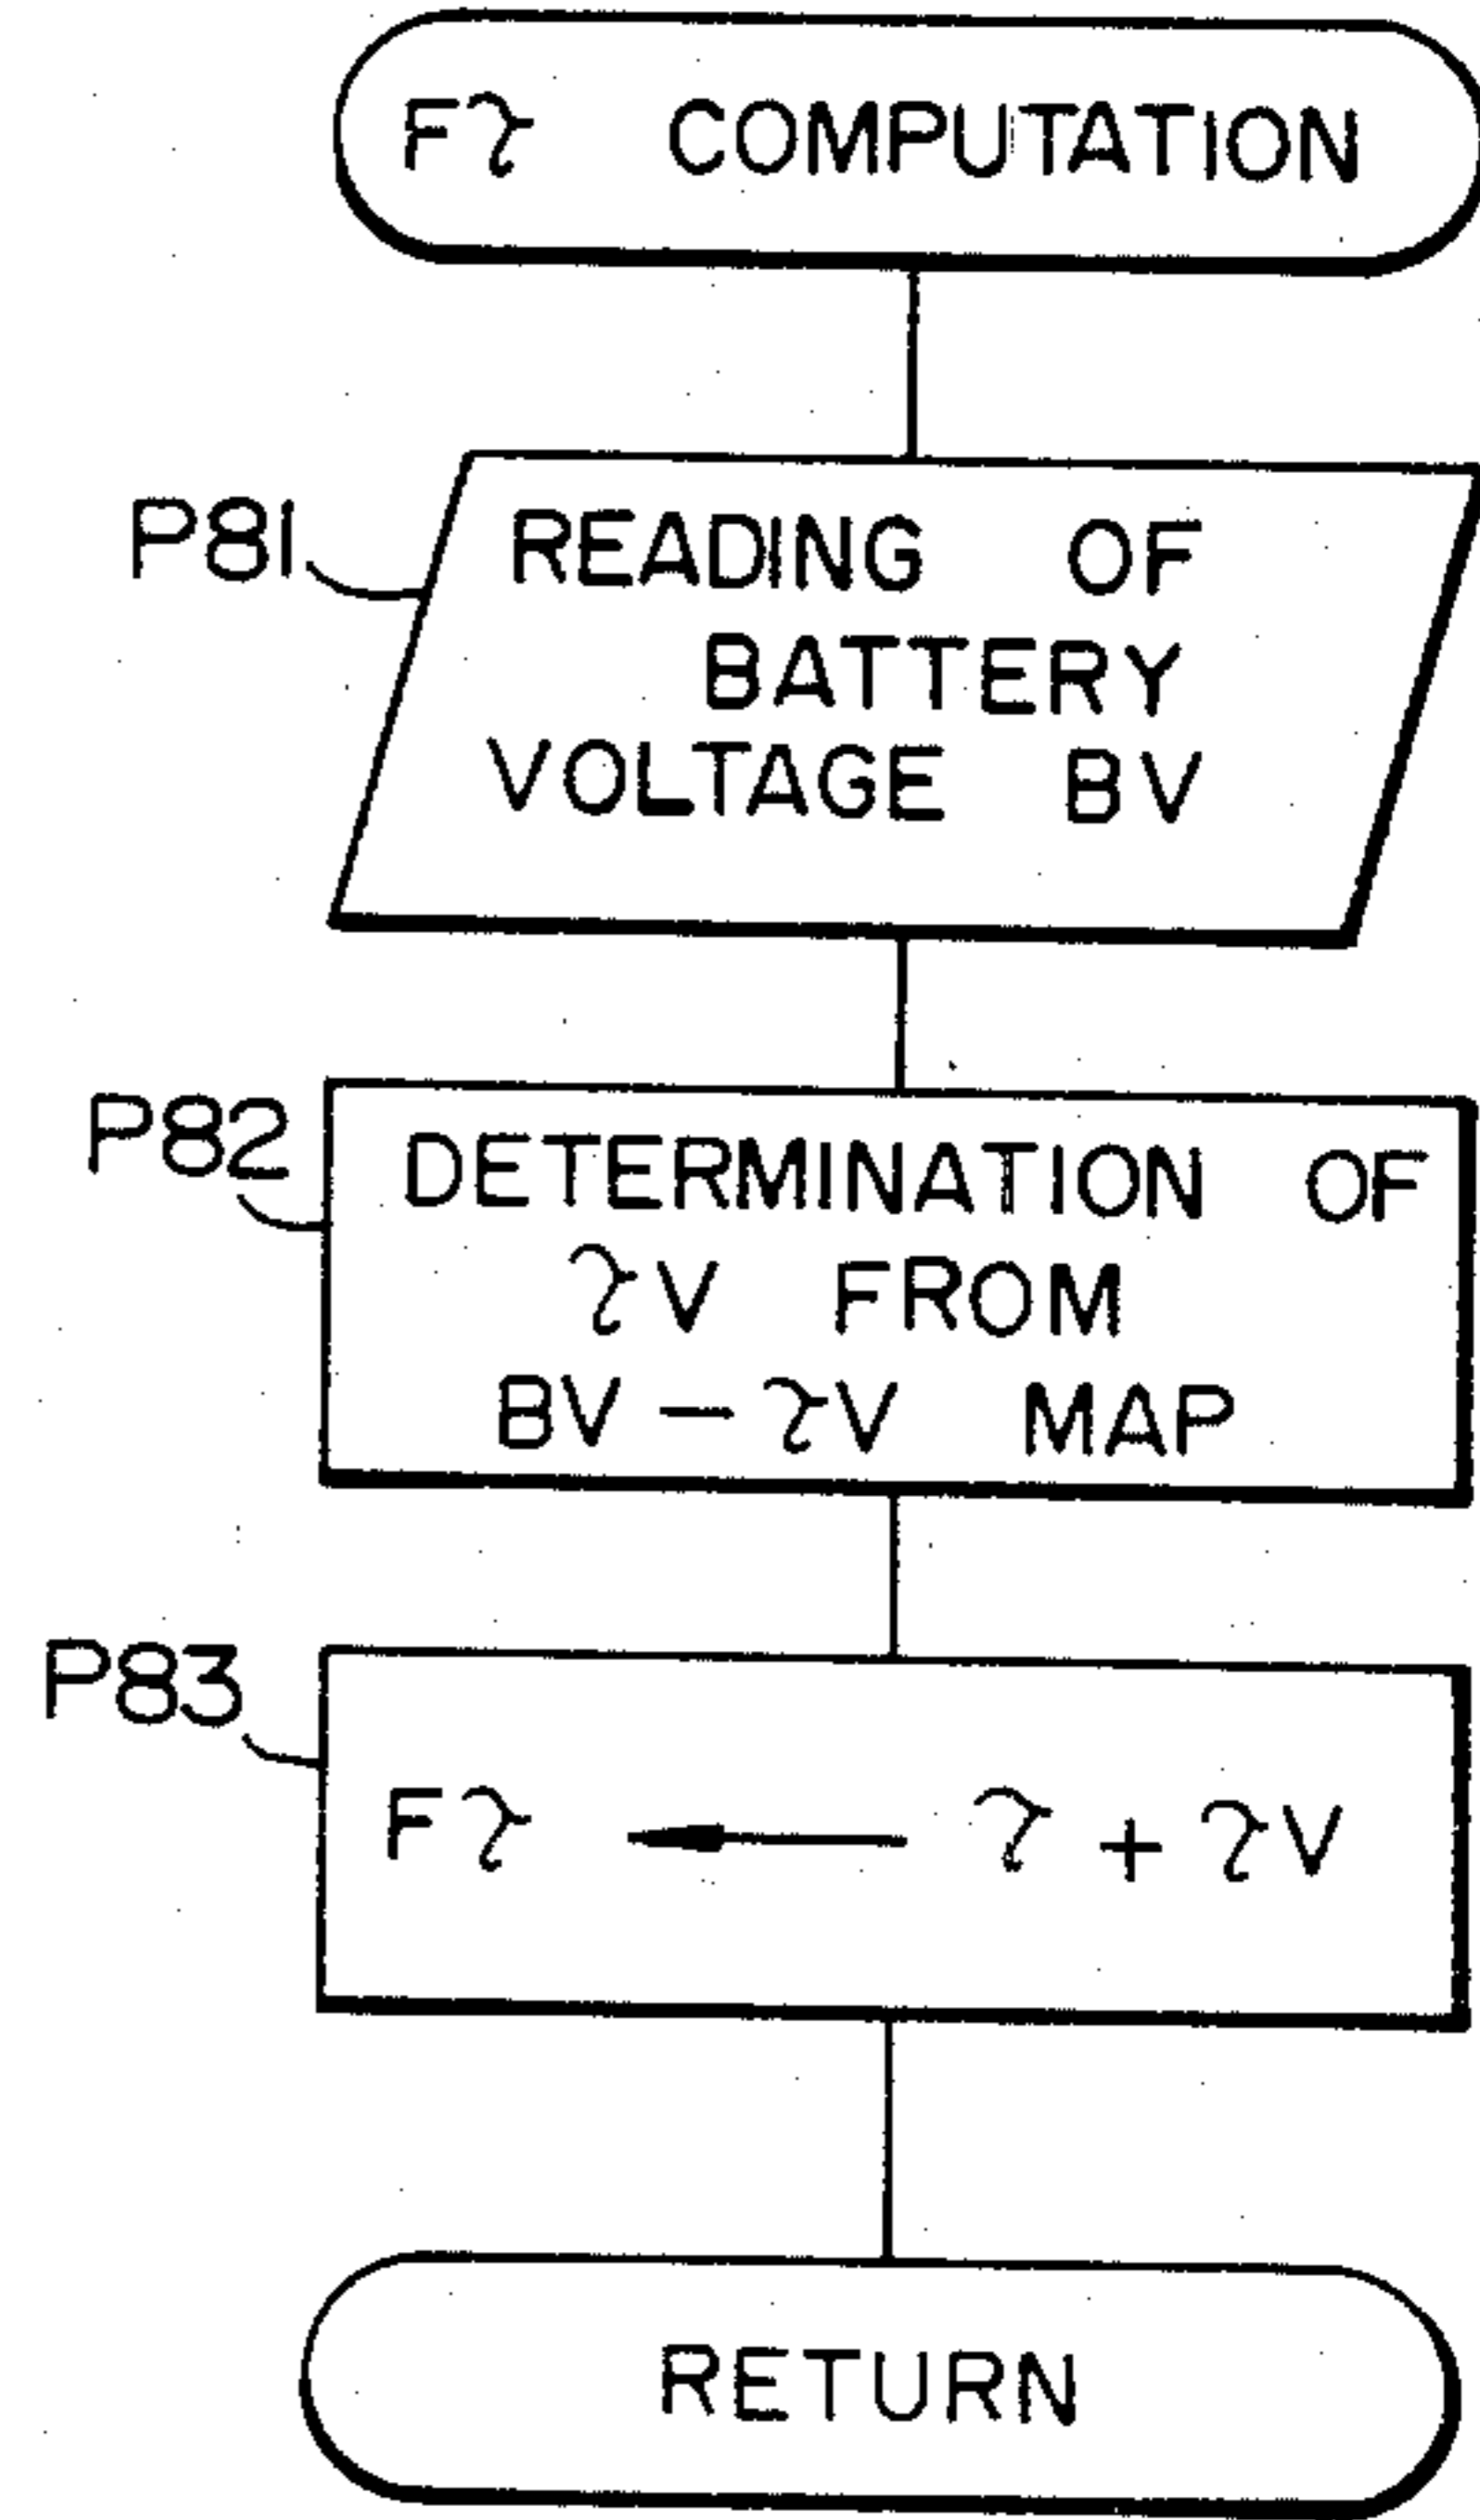 Fτ COMPUTATION
P81
READING OF
BATTERY
VOLTAGE BV
P82
DETERMINATION OF
τV FROM
BV-τV MAP
P83
Fτ ← τ + τV
RETURN